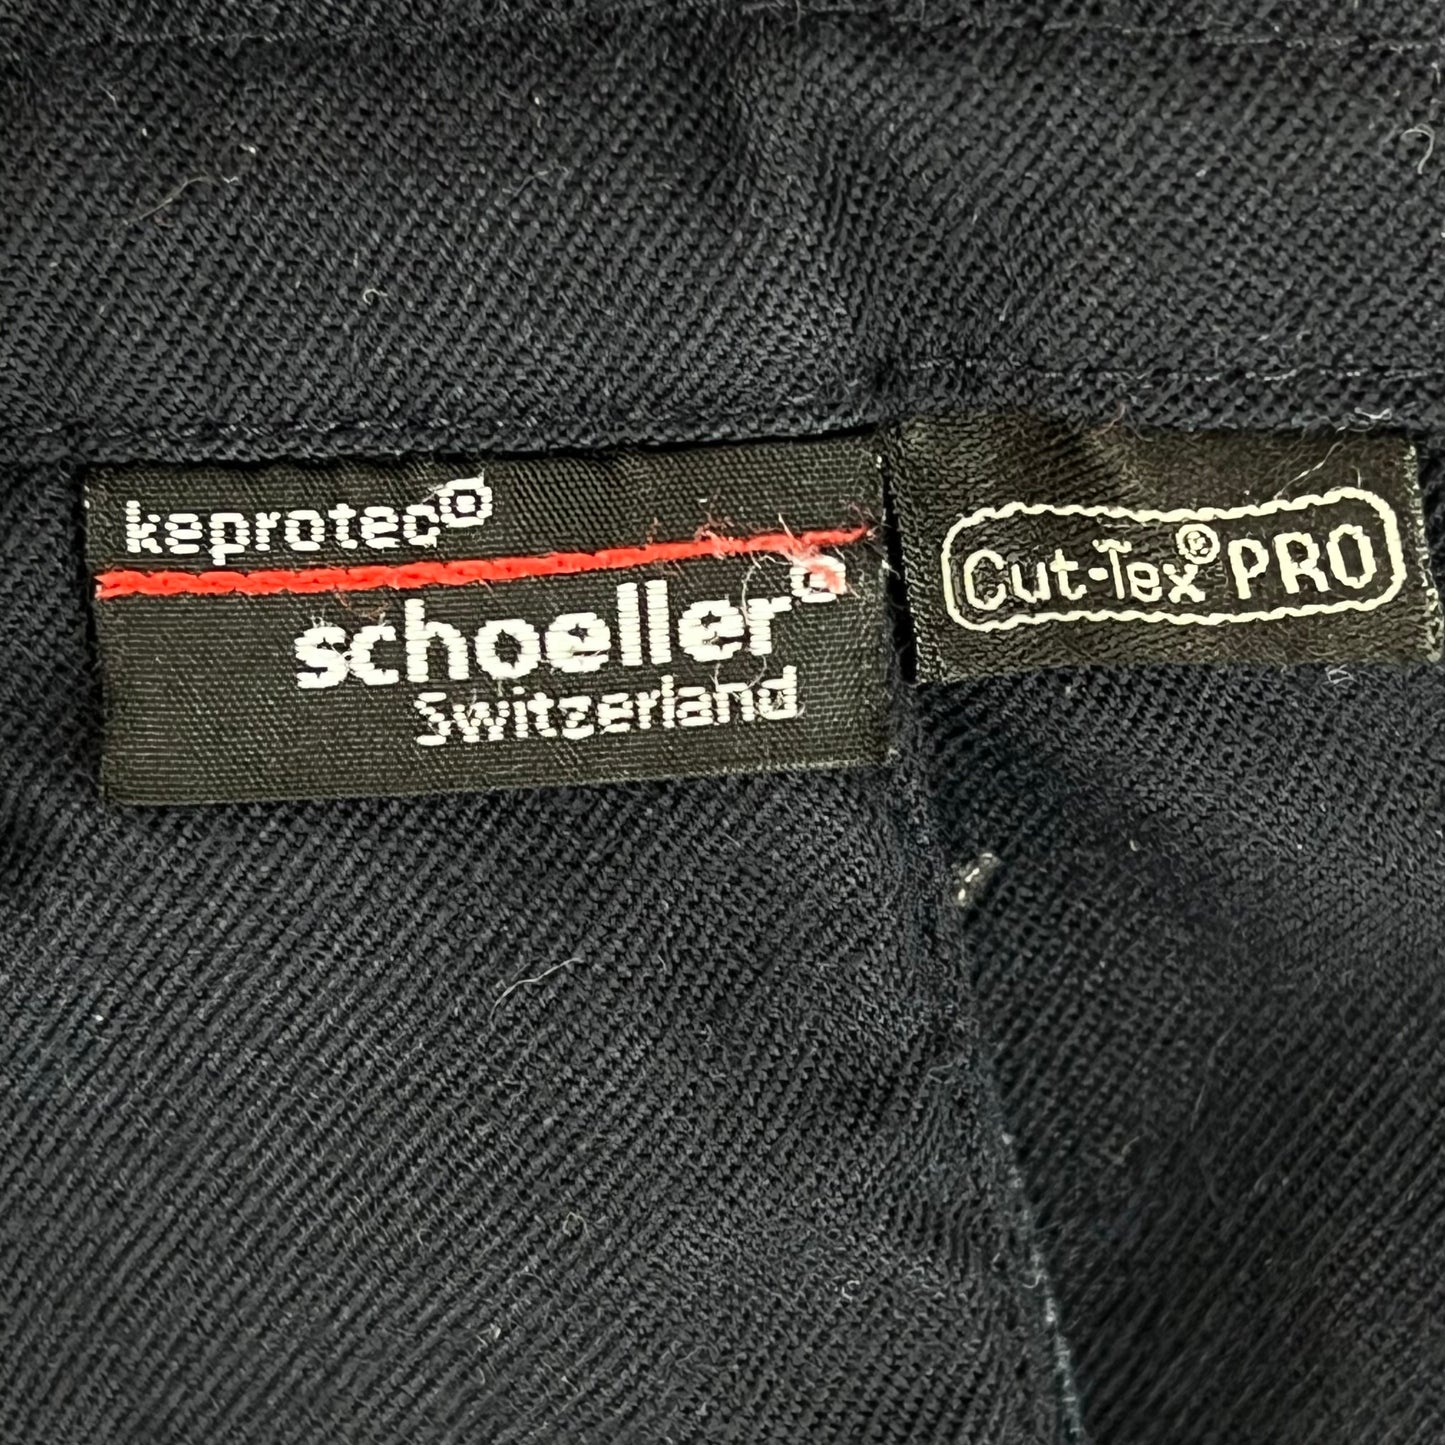 keprotec®
schoeller®
Switzerland
Cut-Tex® PRO